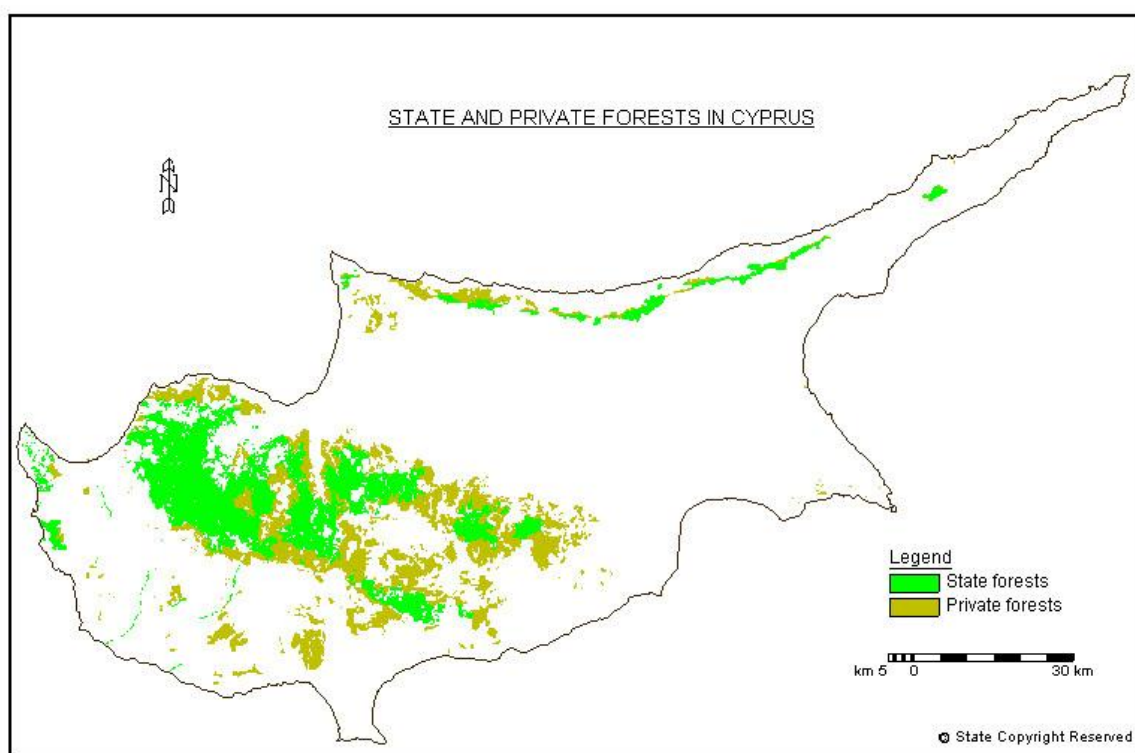 STATE AND PRIVATE FORESTS IN CYPRUS
N
Legend
State forests
Private forests
km 5 0 30 km
© State Copyright Reserved